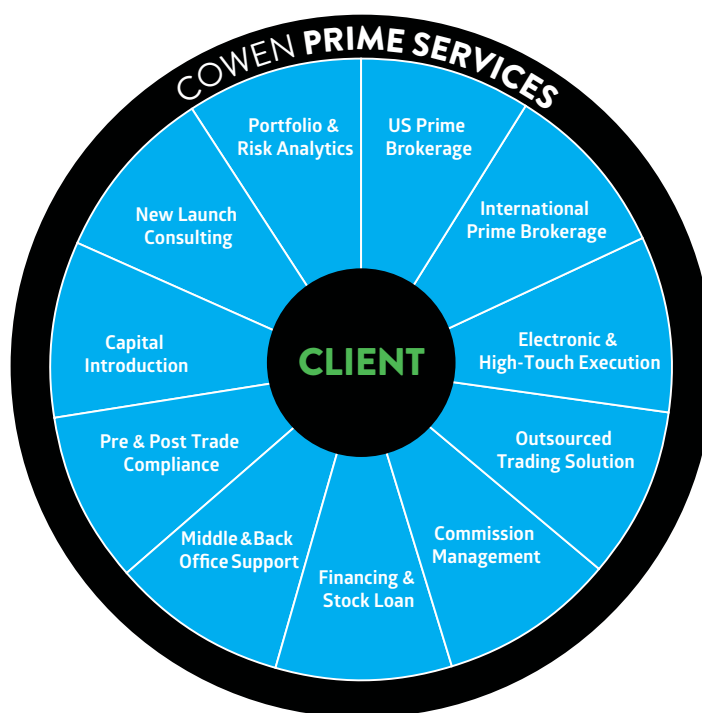 COWEN PRIME SERVICES
Portfolio &
Risk Analytics
US Prime
Brokerage
International
Prime Brokerage
Electronic &
High-Touch Execution
Outsourced
Trading Solution
Commission
Management
Financing &
Stock Loan
Middle & Back
Office Support
Pre & Post Trade
Compliance
Capital
Introduction
New Launch
Consulting
CLIENT